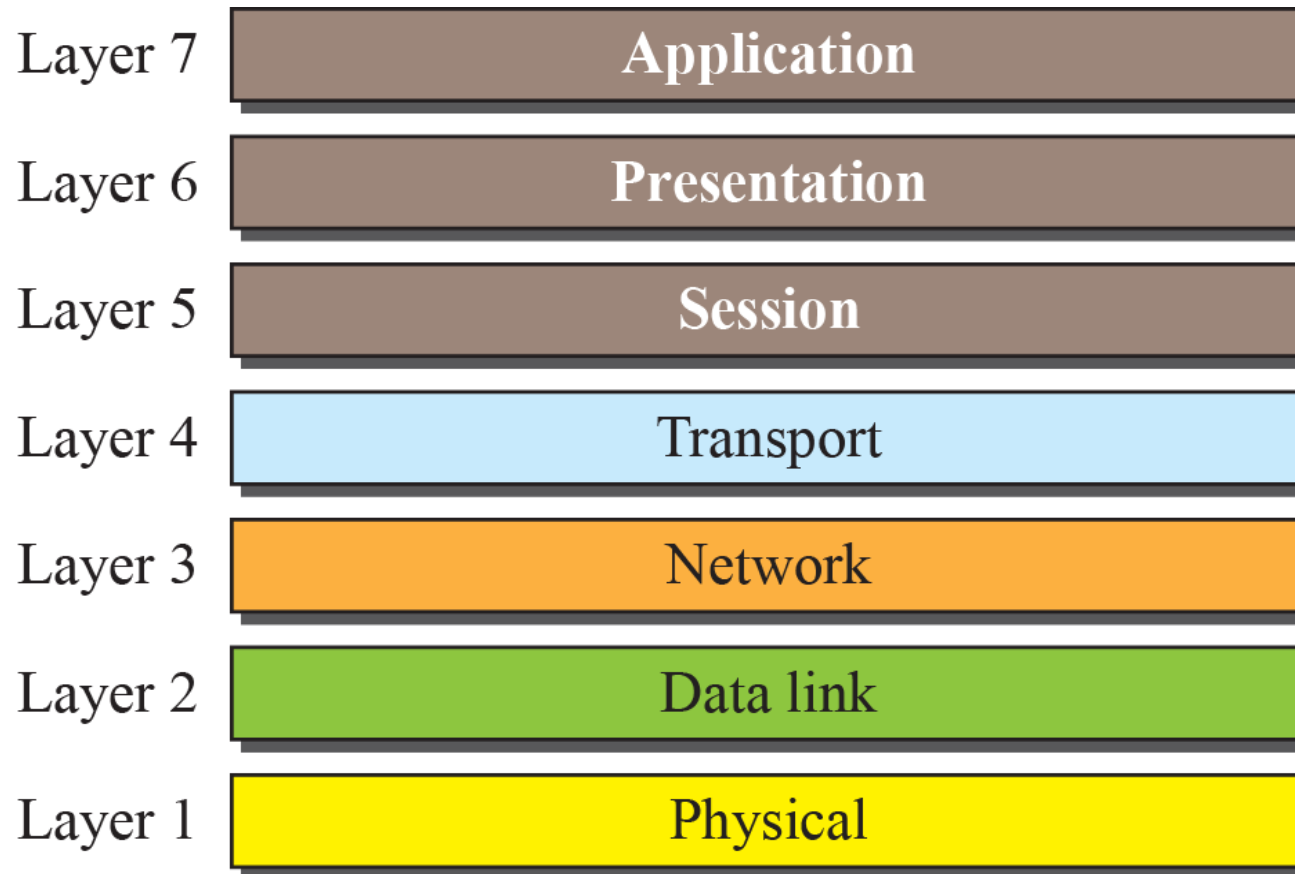 Layer 7 Application
Layer 6 Presentation
Layer 5 Session
Layer 4 Transport
Layer 3 Network
Layer 2 Data link
Layer 1 Physical